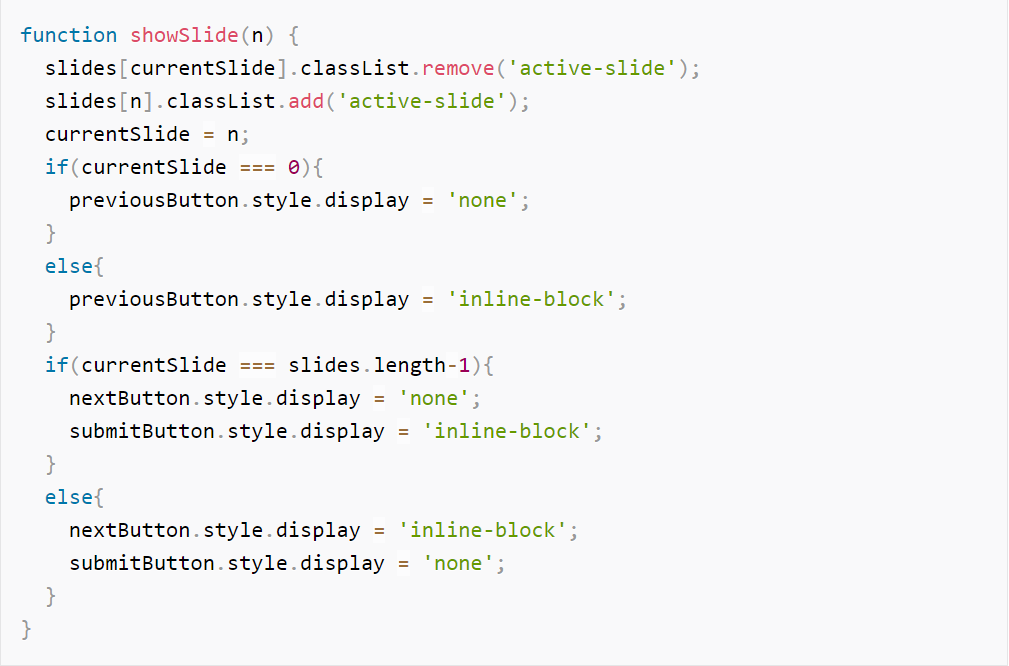 function showSlide(n) {
  slides[currentSlide].classList.remove('active-slide');
  slides[n].classList.add('active-slide');
  currentSlide = n;
  if(currentSlide === 0){
    previousButton.style.display = 'none';
  }
  else{
    previousButton.style.display = 'inline-block';
  }
  if(currentSlide === slides.length-1){
    nextButton.style.display = 'none';
    submitButton.style.display = 'inline-block';
  }
  else{
    nextButton.style.display = 'inline-block';
    submitButton.style.display = 'none';
  }
}